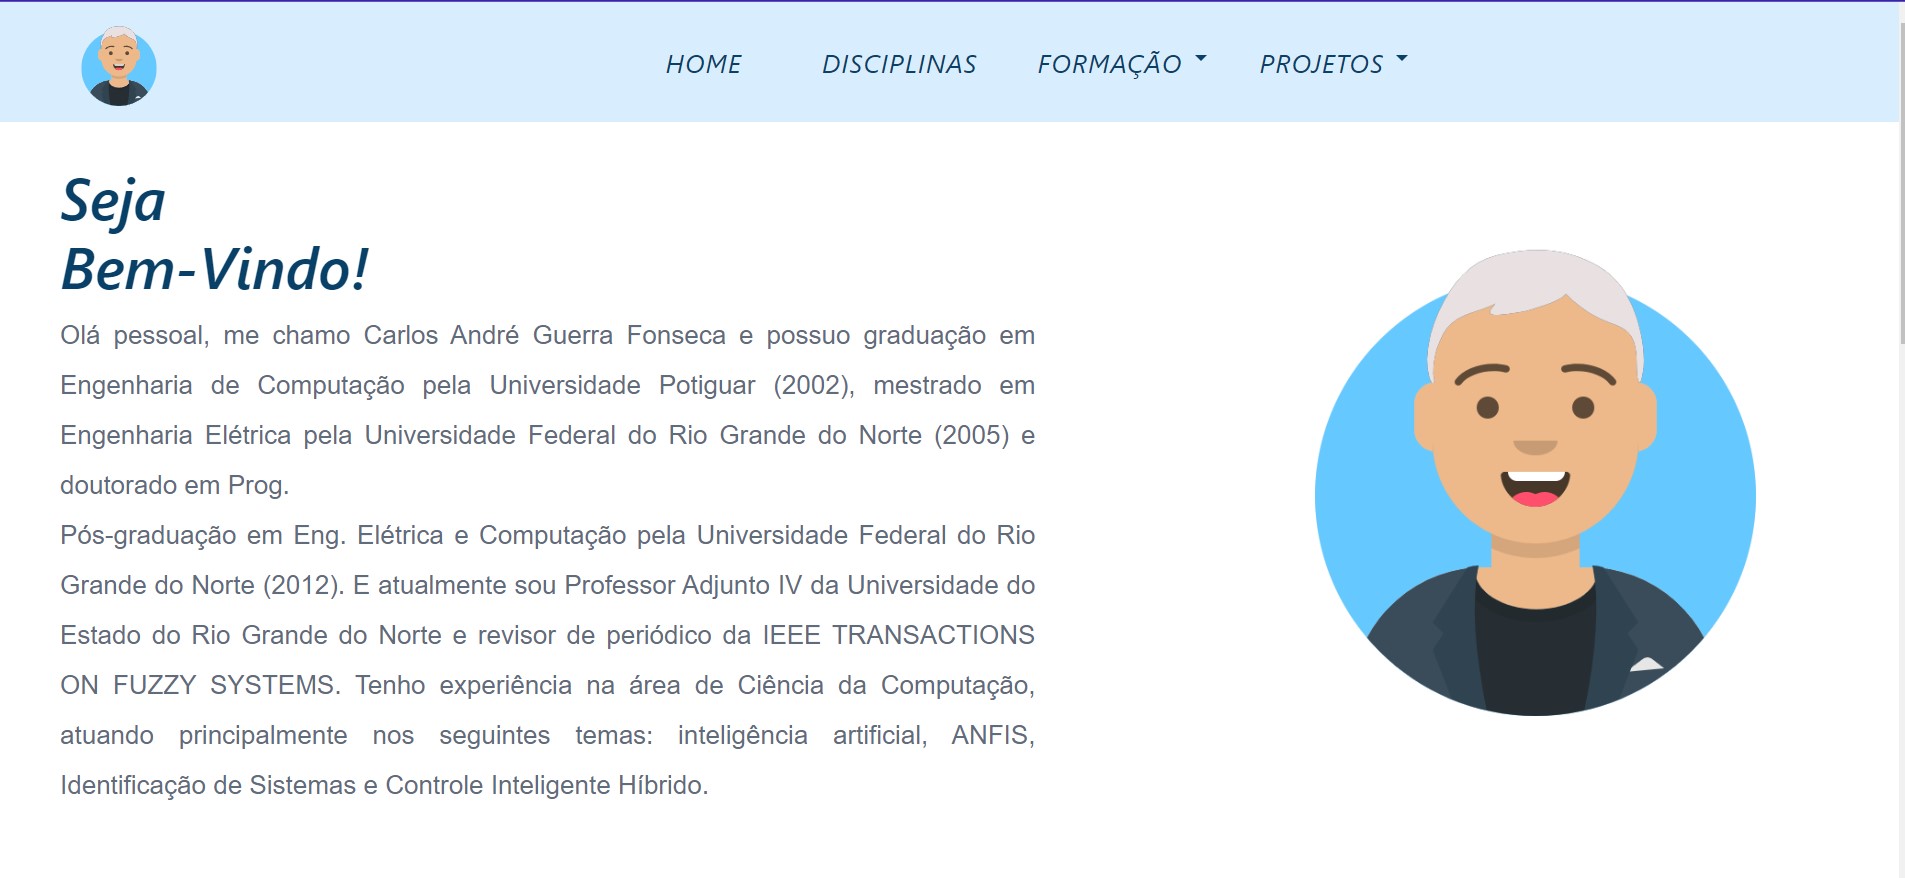 HOME DISCIPLINAS FORMAÇÃO PROJETOS
Seja
Bem-Vindo!
Olá pessoal, me chamo Carlos André Guerra Fonseca e possuo graduação em
Engenharia de Computação pela Universidade Potiguar (2002), mestrado em
Engenharia Elétrica pela Universidade Federal do Rio Grande do Norte (2005) e
doutorado em Prog.
Pós-graduação em Eng. Elétrica e Computação pela Universidade Federal do Rio
Grande do Norte (2012). E atualmente sou Professor Adjunto IV da Universidade do
Estado do Rio Grande do Norte e revisor de periódico da IEEE TRANSACTIONS
ON FUZZY SYSTEMS. Tenho experiência na área de Ciência da Computação,
atuando principalmente nos seguintes temas: inteligência artificial, ANFIS,
Identificação de Sistemas e Controle Inteligente Híbrido.